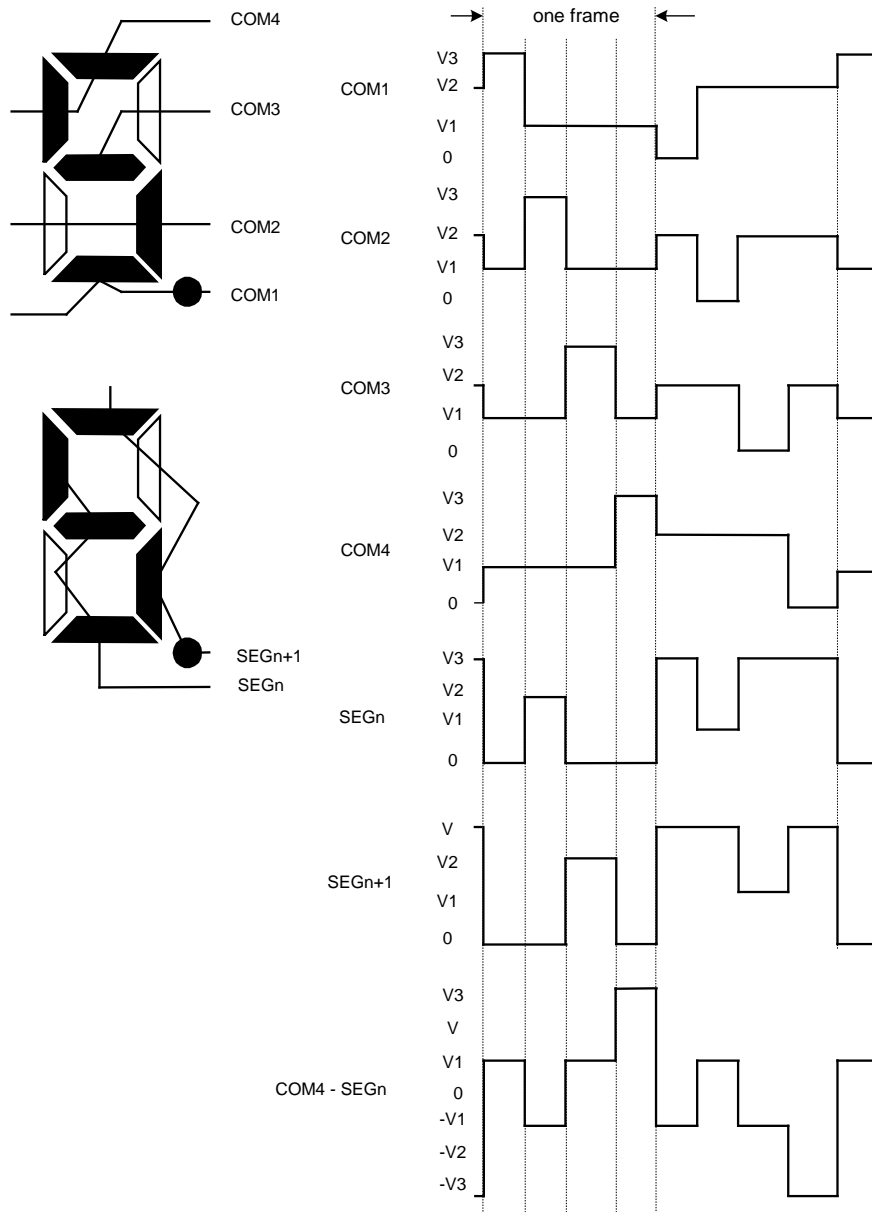 one frame
COM4
COM3
COM2
COM1
SEGn+1
SEGn
COM1
V3
V2
V1
0
COM2
V3
V2
V1
0
COM3
V3
V2
V1
0
COM4
V3
V2
V1
0
SEGn
V3
V2
V1
0
SEGn+1
V
V2
V1
0
COM4 - SEGn
V3
V
V1
0
-V1
-V2
-V3